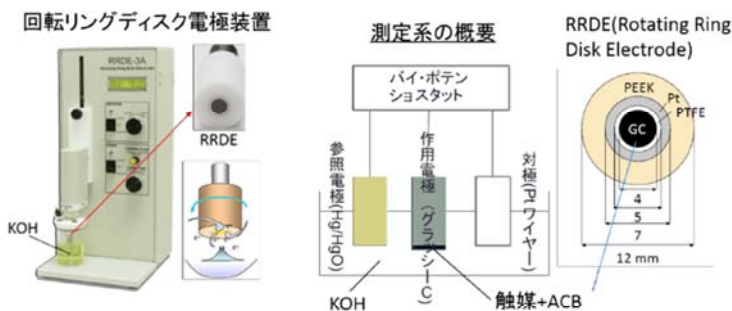 回転リングディスク電極装置
RRDE-3A
RRDE
KOH
測定系の概要
バイ・ポテン
ショスタット
参照電極(Hg/HgO)
作用電極（グラッシーC）
対極(Ptワイヤー)
KOH
触媒+ACB
RRDE(Rotating Ring
Disk Electrode)
PEEK
Pt
PTFE
GC
4
5
7
12 mm